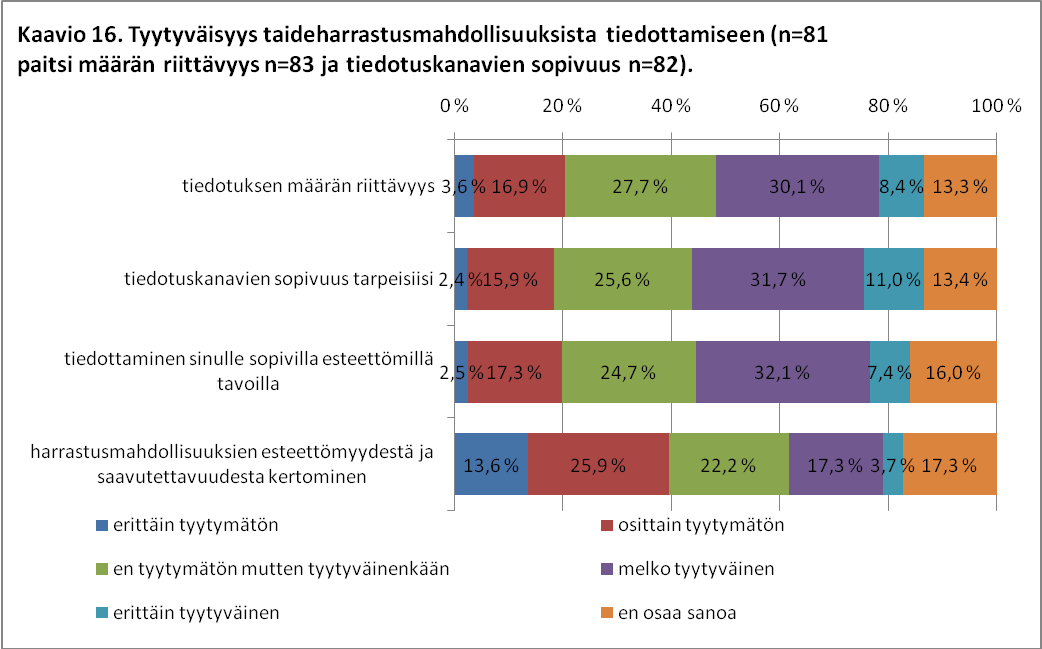 Kaavio 16. Tyytyväisyys taideharrastusmahdollisuuksista tiedottamiseen (n=81
paitsi määrän riittävyys n=83 ja tiedotuskanavien sopivuus n=82).
0 % 20 % 40 % 60 % 80 % 100 %
tiedotuksen määrän riittävyys 3,6 % 16,9 % 27,7 % 30,1 % 8,4 % 13,3 %
tiedotuskanavien sopivuus tarpeisiisi 2,4 % 15,9 % 25,6 % 31,7 % 11,0 % 13,4 %
tiedottaminen sinulle sopivilla esteettömillä
tavoilla
2,5 % 17,3 % 24,7 % 32,1 % 7,4 % 16,0 %
harrastusmahdollisuuksien esteettömyydestä ja
saavutettavuudesta kertominen
13,6 % 25,9 % 22,2 % 17,3 % 3,7 % 17,3 %
erittäin tyytymätön osittain tyytymätön
en tyytymätön mutten tyytyväinenkään melko tyytyväinen
erittäin tyytyväinen en osaa sanoa